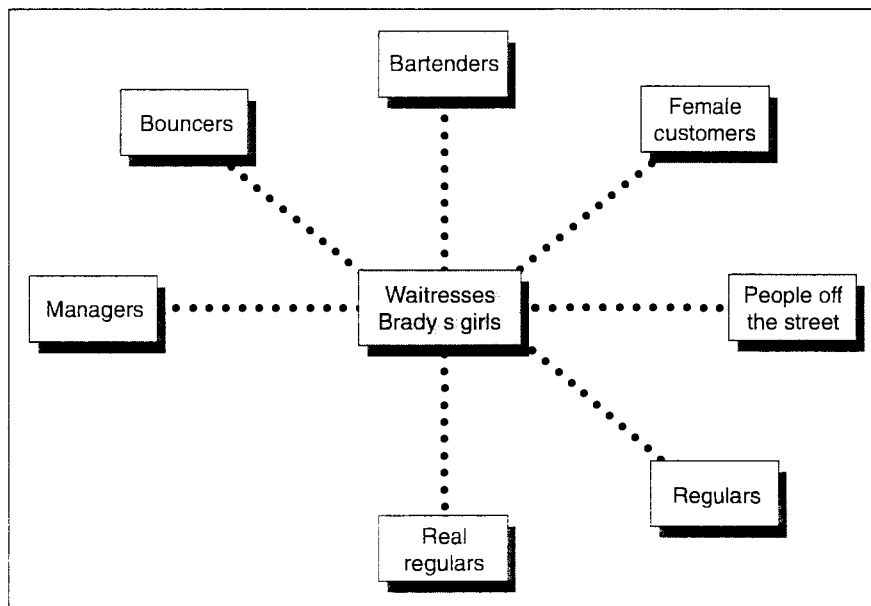 Bartenders
Female
customers
Bouncers
Managers
Waitresses
Brady s girls
People off
the street
Regulars
Real
regulars